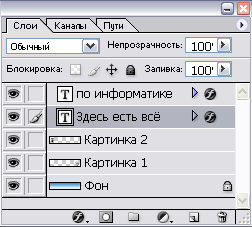 Слои Каналы Пути
Обычный Непрозрачность: 100%
Блокировка: Заливка: 100%
T по информатике
T Здесь есть всё
Картинка 2
Картинка 1
Фон